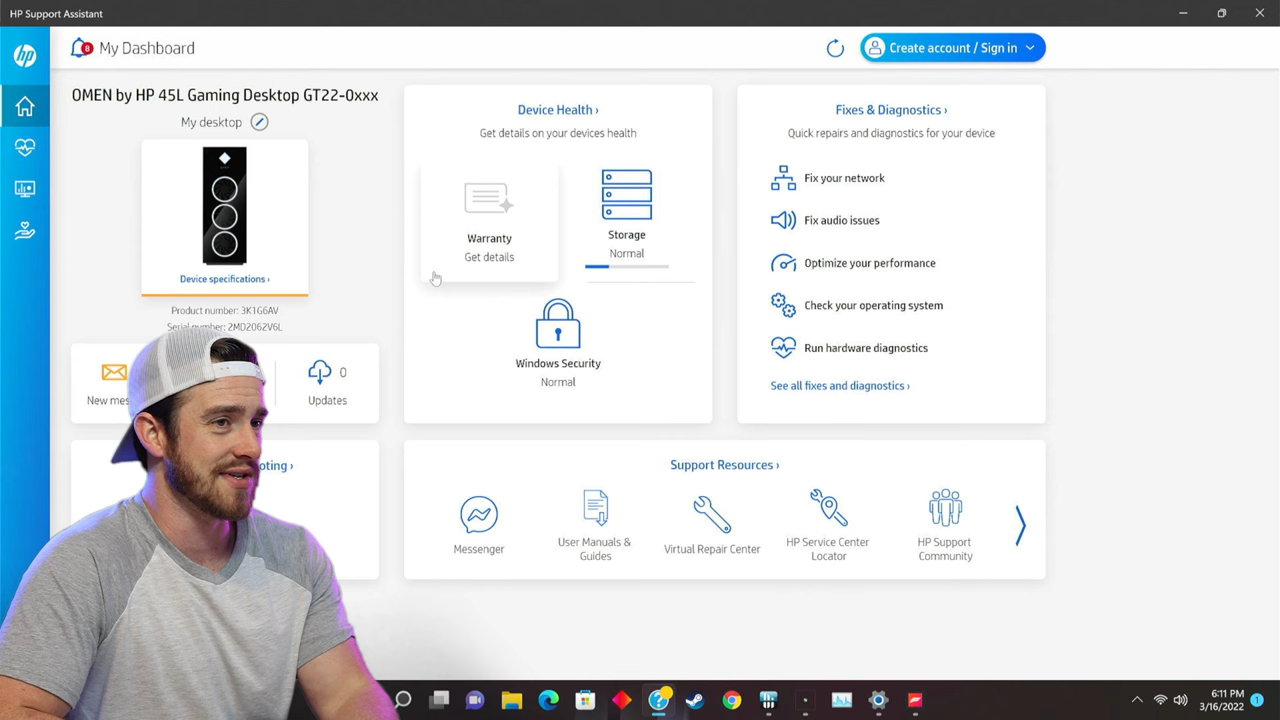 HP Support Assistant
hp
8
My Dashboard
Create account / Sign in
OMEN by HP 45L Gaming Desktop GT22-0xxx
My desktop
Device specifications ›
Product number: 3K1G6AV
Serial number: 2MD2062V6L
New
0
Updates
Device Health ›
Get details on your devices health
Warranty
Get details
Storage
Normal
Windows Security
Normal
Fixes & Diagnostics ›
Quick repairs and diagnostics for your device
Fix your network
Fix audio issues
Optimize your performance
Check your operating system
Run hardware diagnostics
See all fixes and diagnostics ›
Support Resources ›
Messenger
User Manuals &
Guides
Virtual Repair Center
HP Service Center
Locator
HP Support
Community
6:11 PM
3/16/2022
1